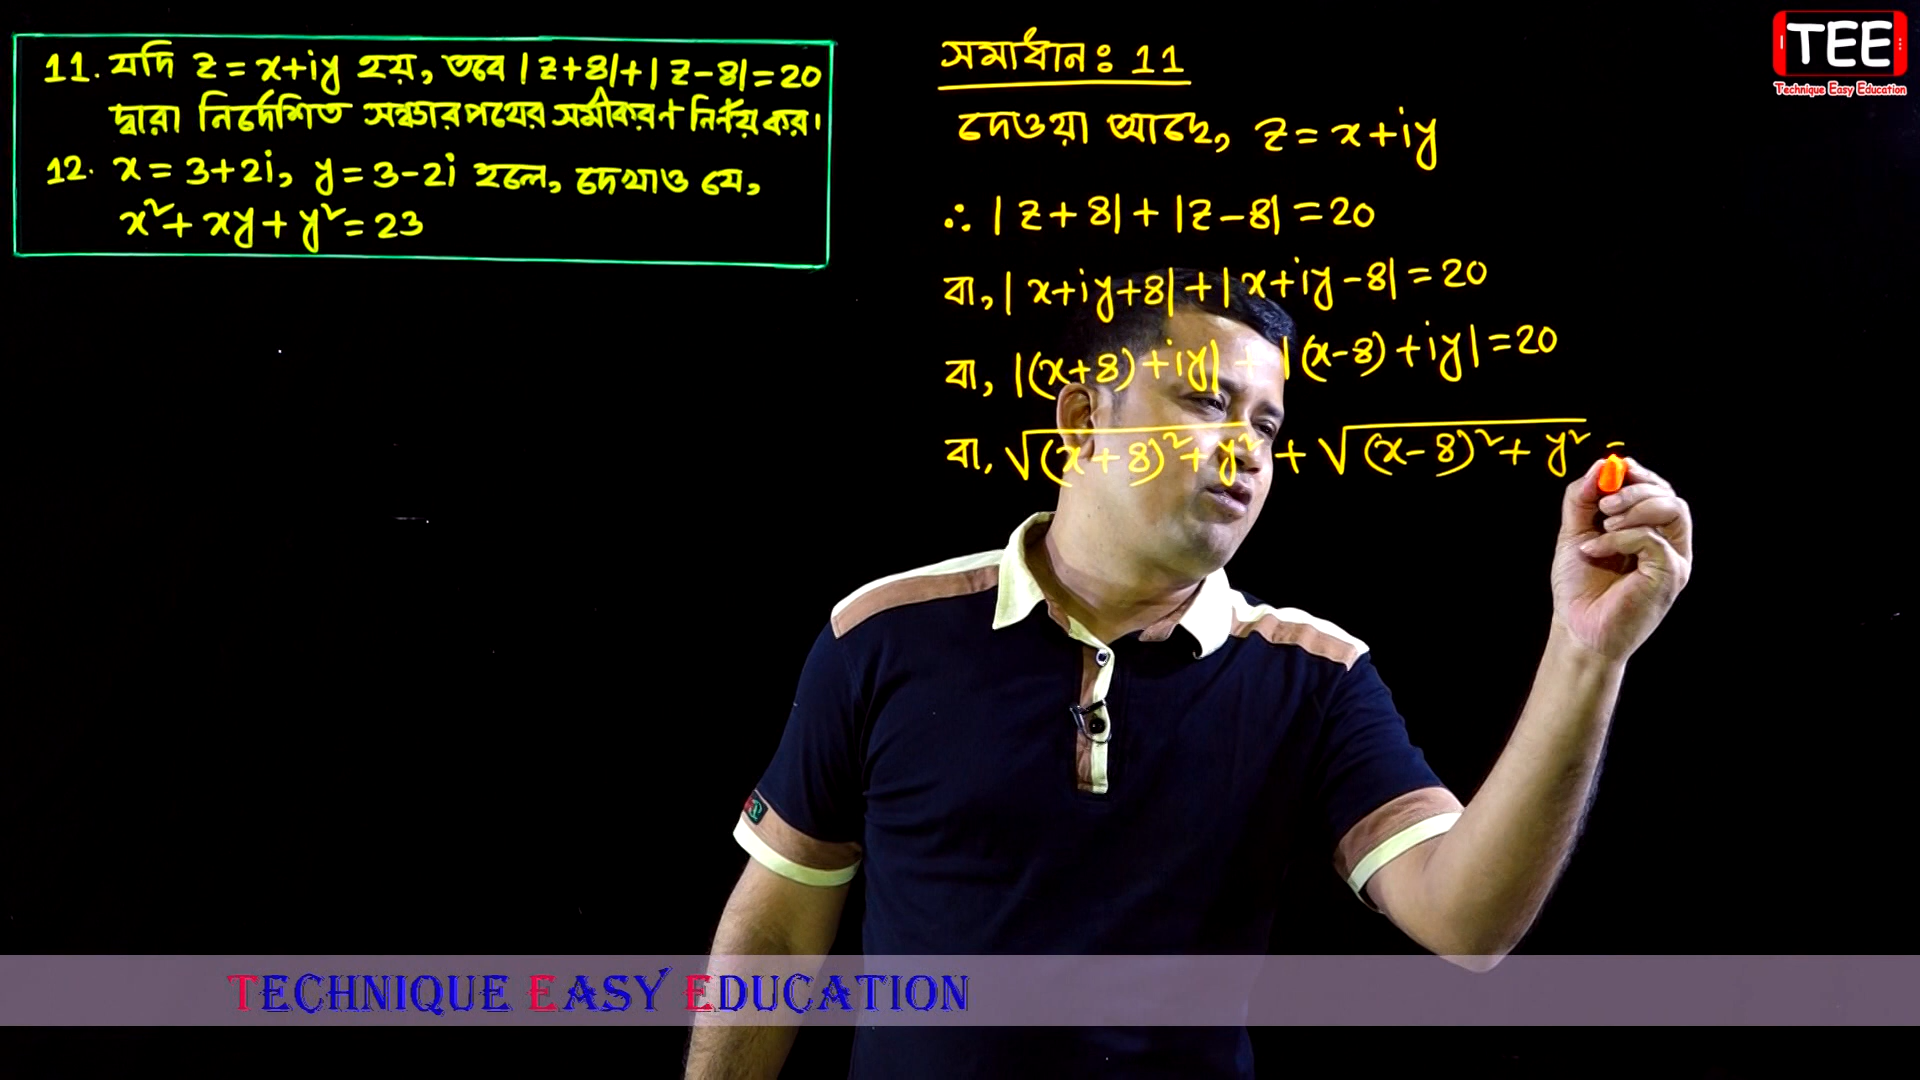 11. যদি z = x+iy হয়, তবে |z+8|+|z-8|=20
দ্বারা নির্দেশিত সঞ্চারপথের সমীকরণ নির্ণয় কর।
12. x = 3+2i, y = 3-2i হলে, দেখাও যে,
x²+ xy + y² = 23
সমাধান: 11
দেওয়া আছে, z = x+iy
∴ |z+8| + |z-8| = 20
বা, |x+iy+8| + |x+iy-8| = 20
বা, |(x+8)+iy| + |(x-8)+iy| = 20
বা, √(x+8)²+y² + √(x-8)²+y² =
TEE
Technique Easy Education
TECHNIQUE EASY EDUCATION